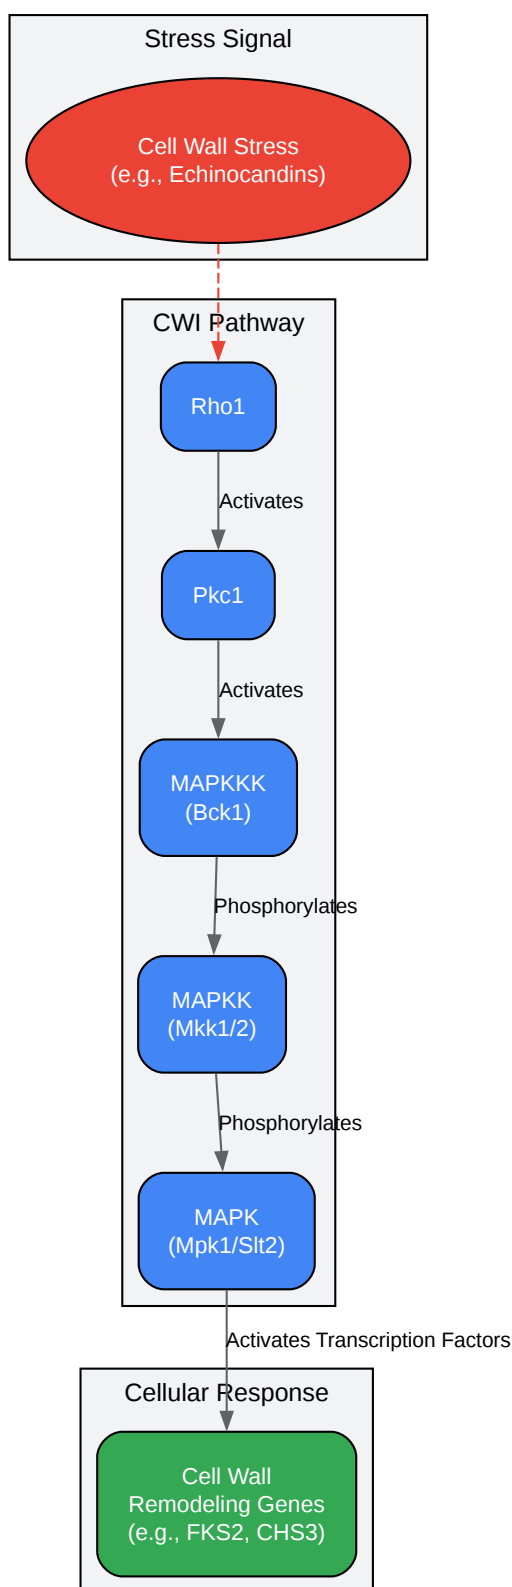 Stress Signal
Cell Wall Stress
(e.g., Echinocandins)
CWI Pathway
Rho1
Activates
Pkc1
Activates
MAPKKK
(Bck1)
Phosphorylates
MAPKK
(Mkk1/2)
Phosphorylates
MAPK
(Mpk1/Slt2)
Activates Transcription Factors
Cellular Response
Cell Wall
Remodeling Genes
(e.g., FKS2, CHS3)